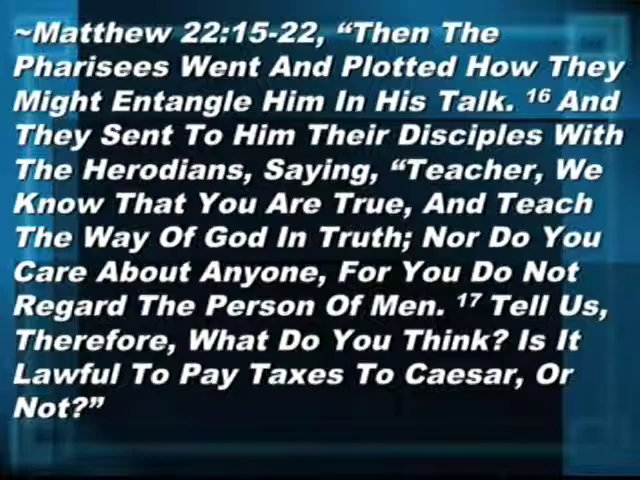 ~Matthew 22:15-22, “Then The
Pharisees Went And Plotted How They
Might Entangle Him In His Talk. ¹⁶ And
They Sent To Him Their Disciples With
The Herodians, Saying, “Teacher, We
Know That You Are True, And Teach
The Way Of God In Truth; Nor Do You
Care About Anyone, For You Do Not
Regard The Person Of Men. ¹⁷ Tell Us,
Therefore, What Do You Think? Is It
Lawful To Pay Taxes To Caesar, Or
Not?”